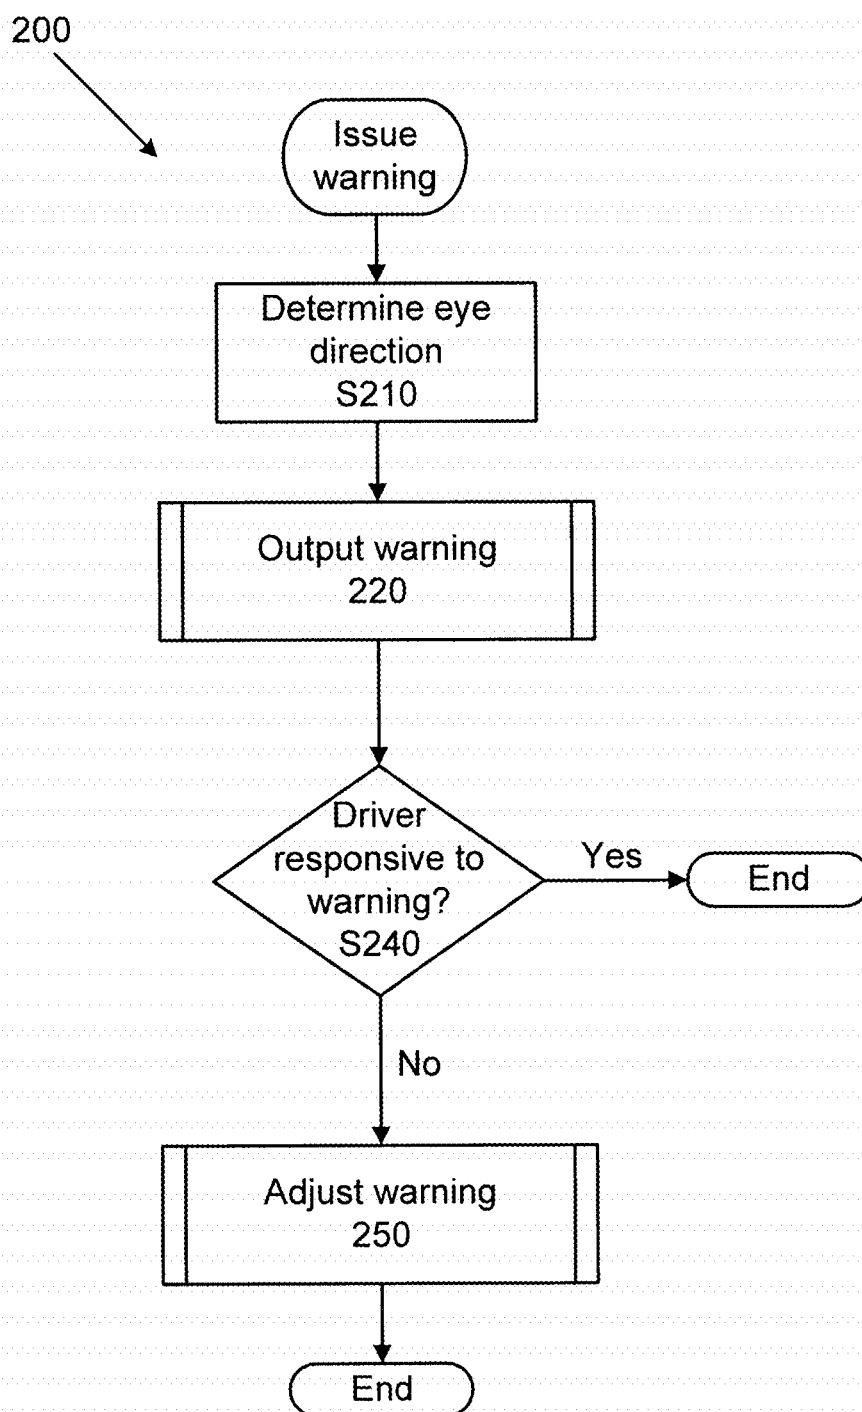 200
Issue
warning
Determine eye
direction
S210
Output warning
220
Driver
responsive to
warning?
S240
Yes
End
No
Adjust warning
250
End